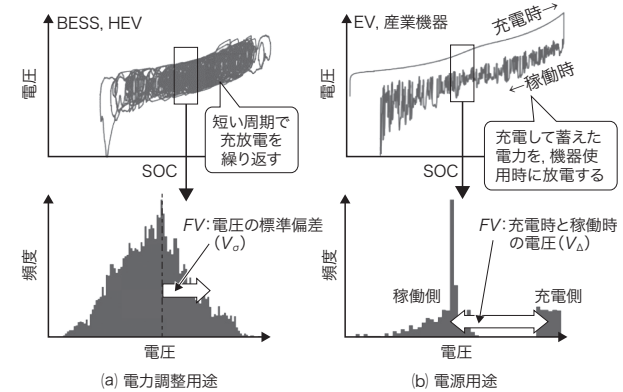 BESS, HEV
電圧
短い周期で
充放電を
繰り返す
SOC
FV：電圧の標準偏差
（Vσ）
頻度
電圧
(a) 電力調整用途
EV, 産業機器
充電時→
←稼働時
電圧
充電して蓄えた
電力を，機器使
用時に放電する
SOC
FV：充電時と稼働時
の電圧（VΔ）
稼働側
充電側
頻度
電圧
(b) 電源用途